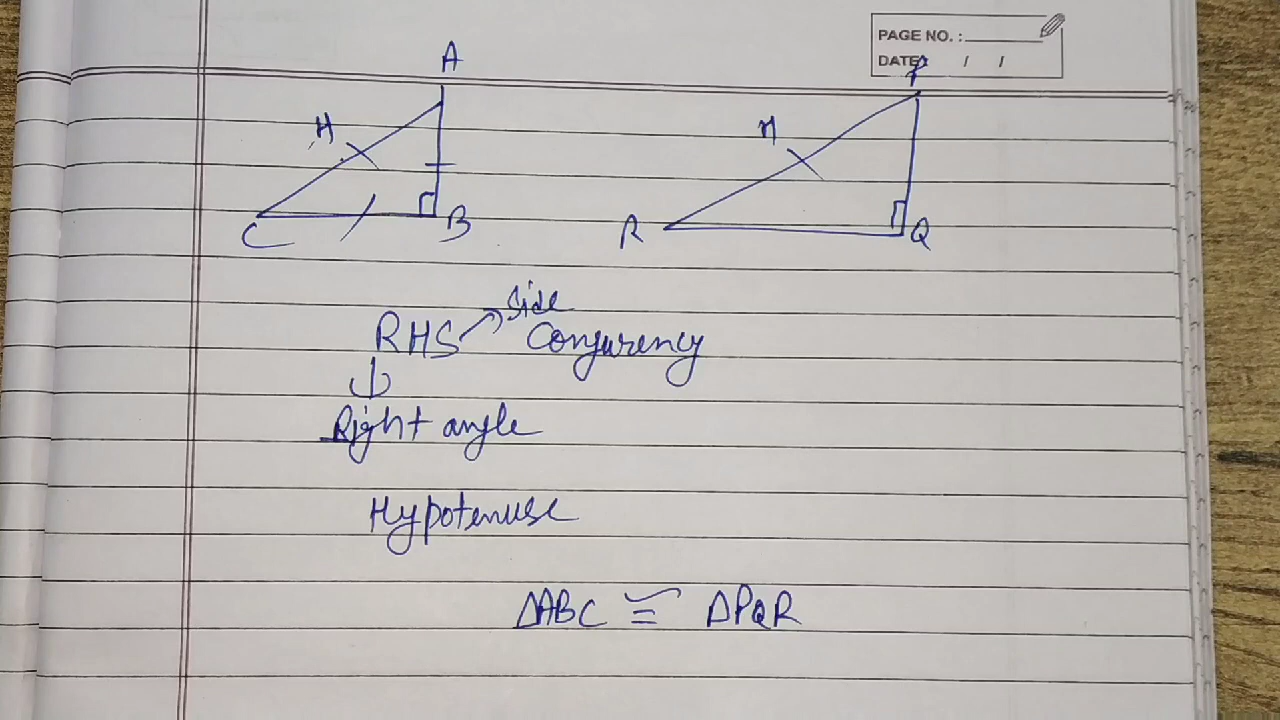 PAGE NO. :
DATE: / /
A
P
H
H
C
B
R
Q
Side
RHS Congurency
Right angle
Hypotenuse
ΔABC ≅ ΔPQR